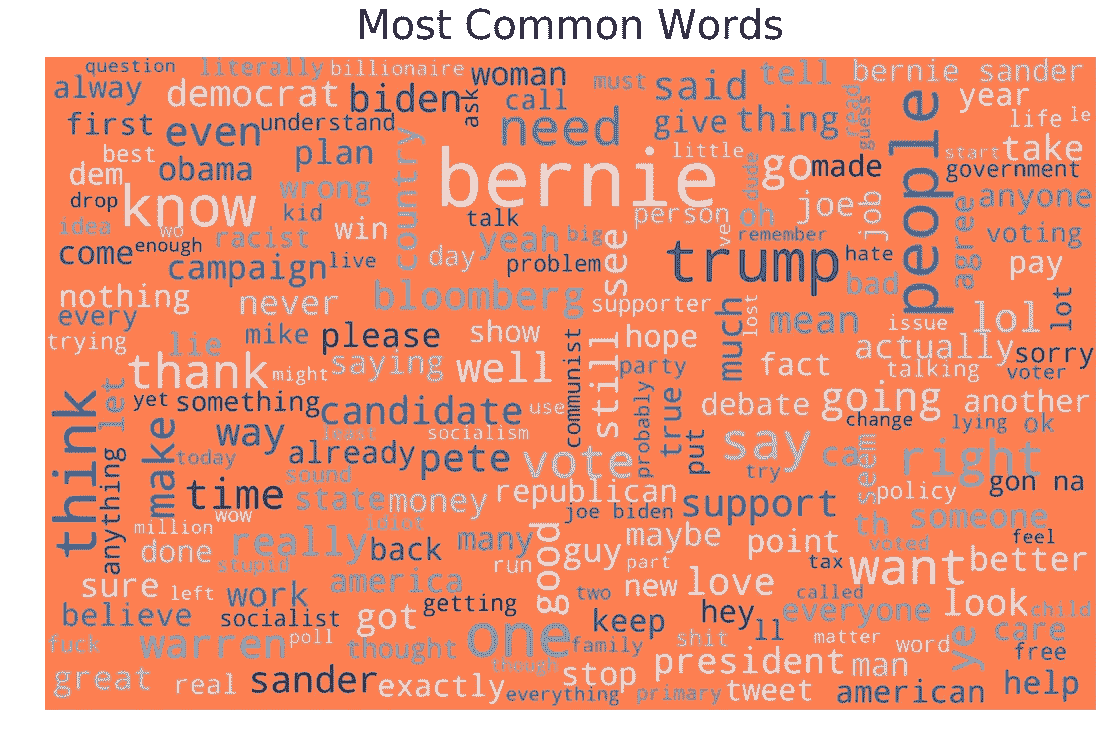 Most Common Words
question literally billionaire woman must said tell bernie sander
alway democrat biden ask call need give thing read guess people year life le
first even understand country best plan little start take
dem obama go made government
drop know wrong bernie dude job anyone
idea wo kid win talk person oh joe agree voting
come enough racist yeah big see ve remember
campaign live day problem trump hate bad pay
nothing never bloomberg supporter much lost lot
every mike please show hope mean issue lol
trying lie saying well communist still party fact actually sorry
thank might talking voter
think let yet something candidate use probably true debate going another
make way least socialism put say change lying ok
anything today already pete vote try ca seem right
time sound state money republican support policy gon na
million wow idiot joe biden th someone
done stupid really back many good guy maybe point voted feel
run part tax want better
sure left work america two new love called look child
believe socialist got getting keep hey ll everyone ye care
fuck warren poll thought one family shit matter word free
great real sander exactly though everything stop primary president tweet man american help